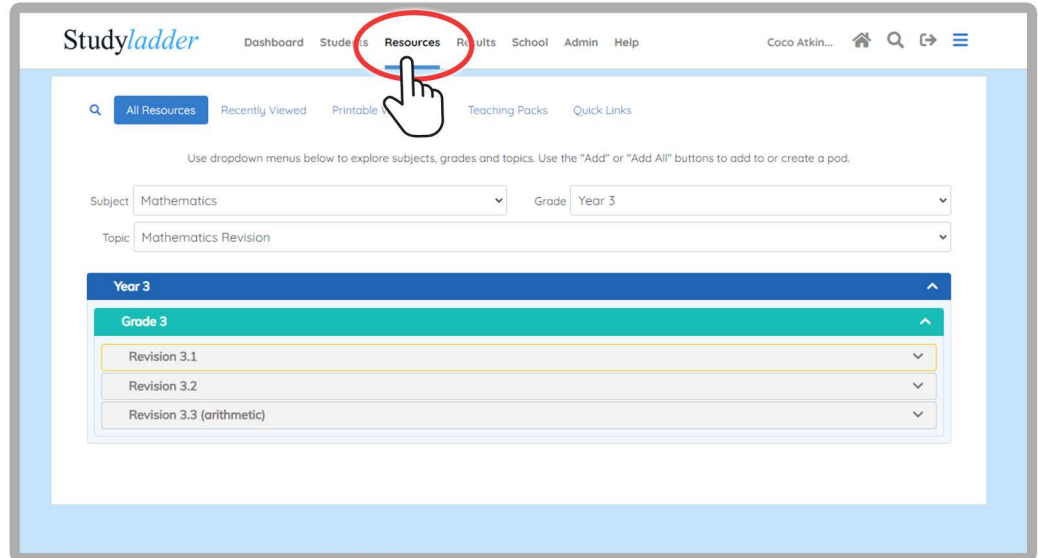 Studyladder Dashboard Students Resources Results School Admin Help Coco Atkin...
All Resources Recently Viewed Printable Teaching Packs Quick Links
Use dropdown menus below to explore subjects, grades and topics. Use the "Add" or "Add All" buttons to add to or create a pod.
Subject Mathematics Grade Year 3
Topic Mathematics Revision
Year 3
Grade 3
Revision 3.1
Revision 3.2
Revision 3.3 (arithmetic)